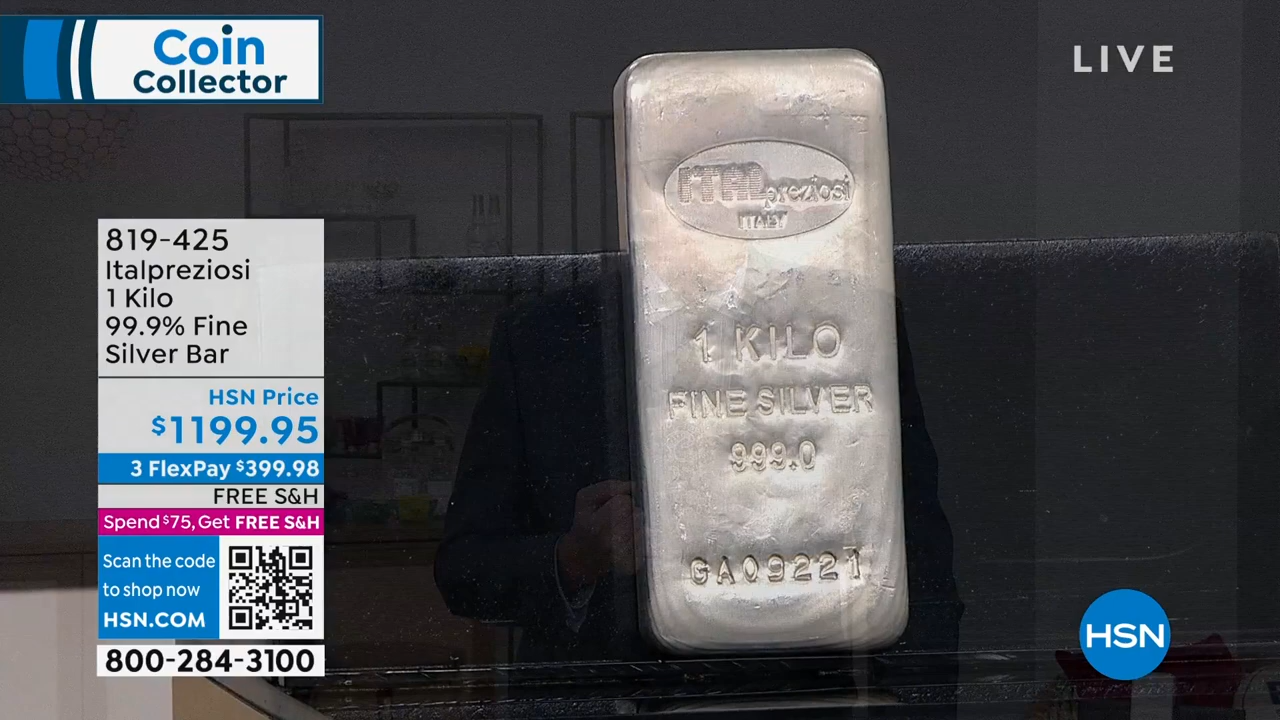 Coin
Collector
LIVE
819-425
Italpreziosi
1 Kilo
99.9% Fine
Silver Bar
HSN Price
$1199.95
3 FlexPay $399.98
FREE S&H
Spend $75, Get FREE S&H
Scan the code
to shop now
HSN.COM
800-284-3100
ITALpreziosi
ITALY
1 KILO
FINE SILVER
999.0
GA09221
HSN